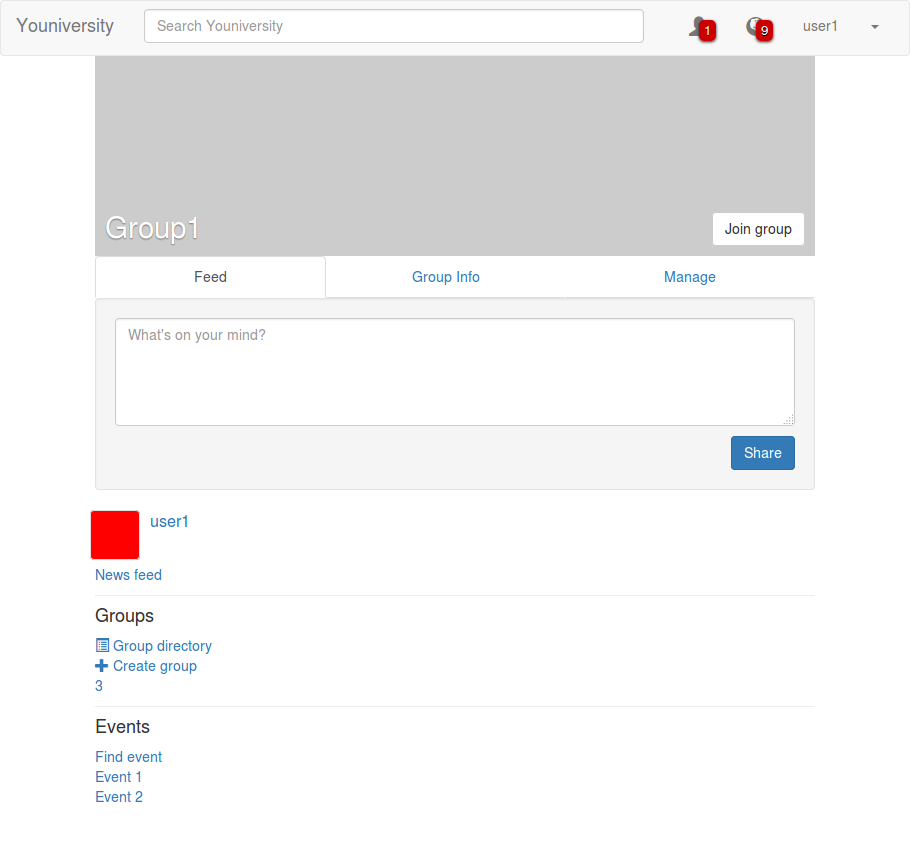 Youniversity Search Youniversity 1 9 user1
Group1 Join group
Feed Group Info Manage
What's on your mind?
Share
user1
News feed
Groups
Group directory
Create group
3
Events
Find event
Event 1
Event 2